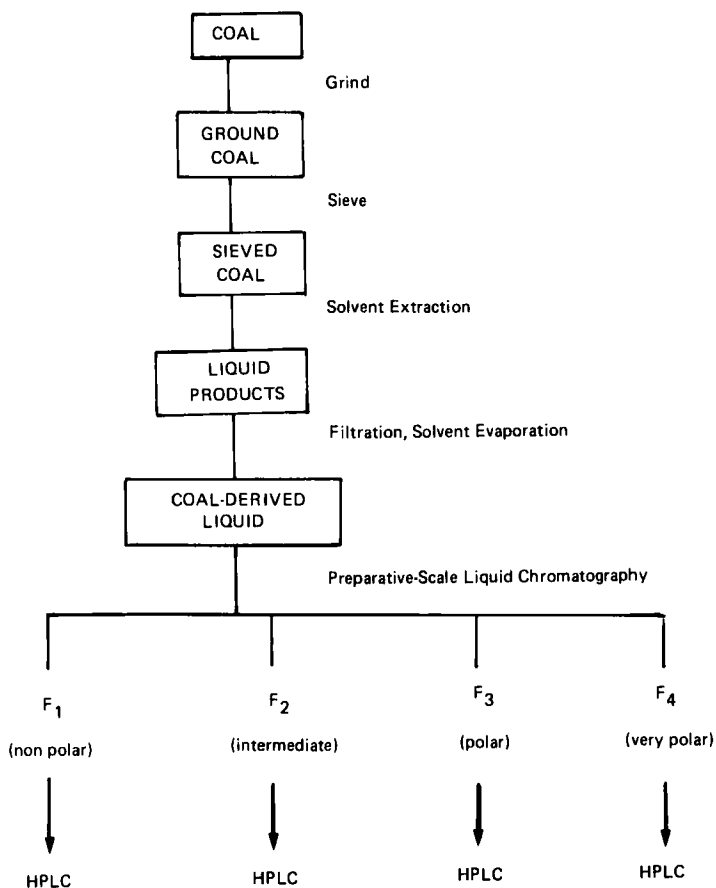 COAL
Grind
GROUND
COAL
Sieve
SIEVED
COAL
Solvent Extraction
LIQUID
PRODUCTS
Filtration, Solvent Evaporation
COAL-DERIVED
LIQUID
Preparative-Scale Liquid Chromatography
F1 F2 F3 F4
(non polar) (intermediate) (polar) (very polar)
HPLC HPLC HPLC HPLC